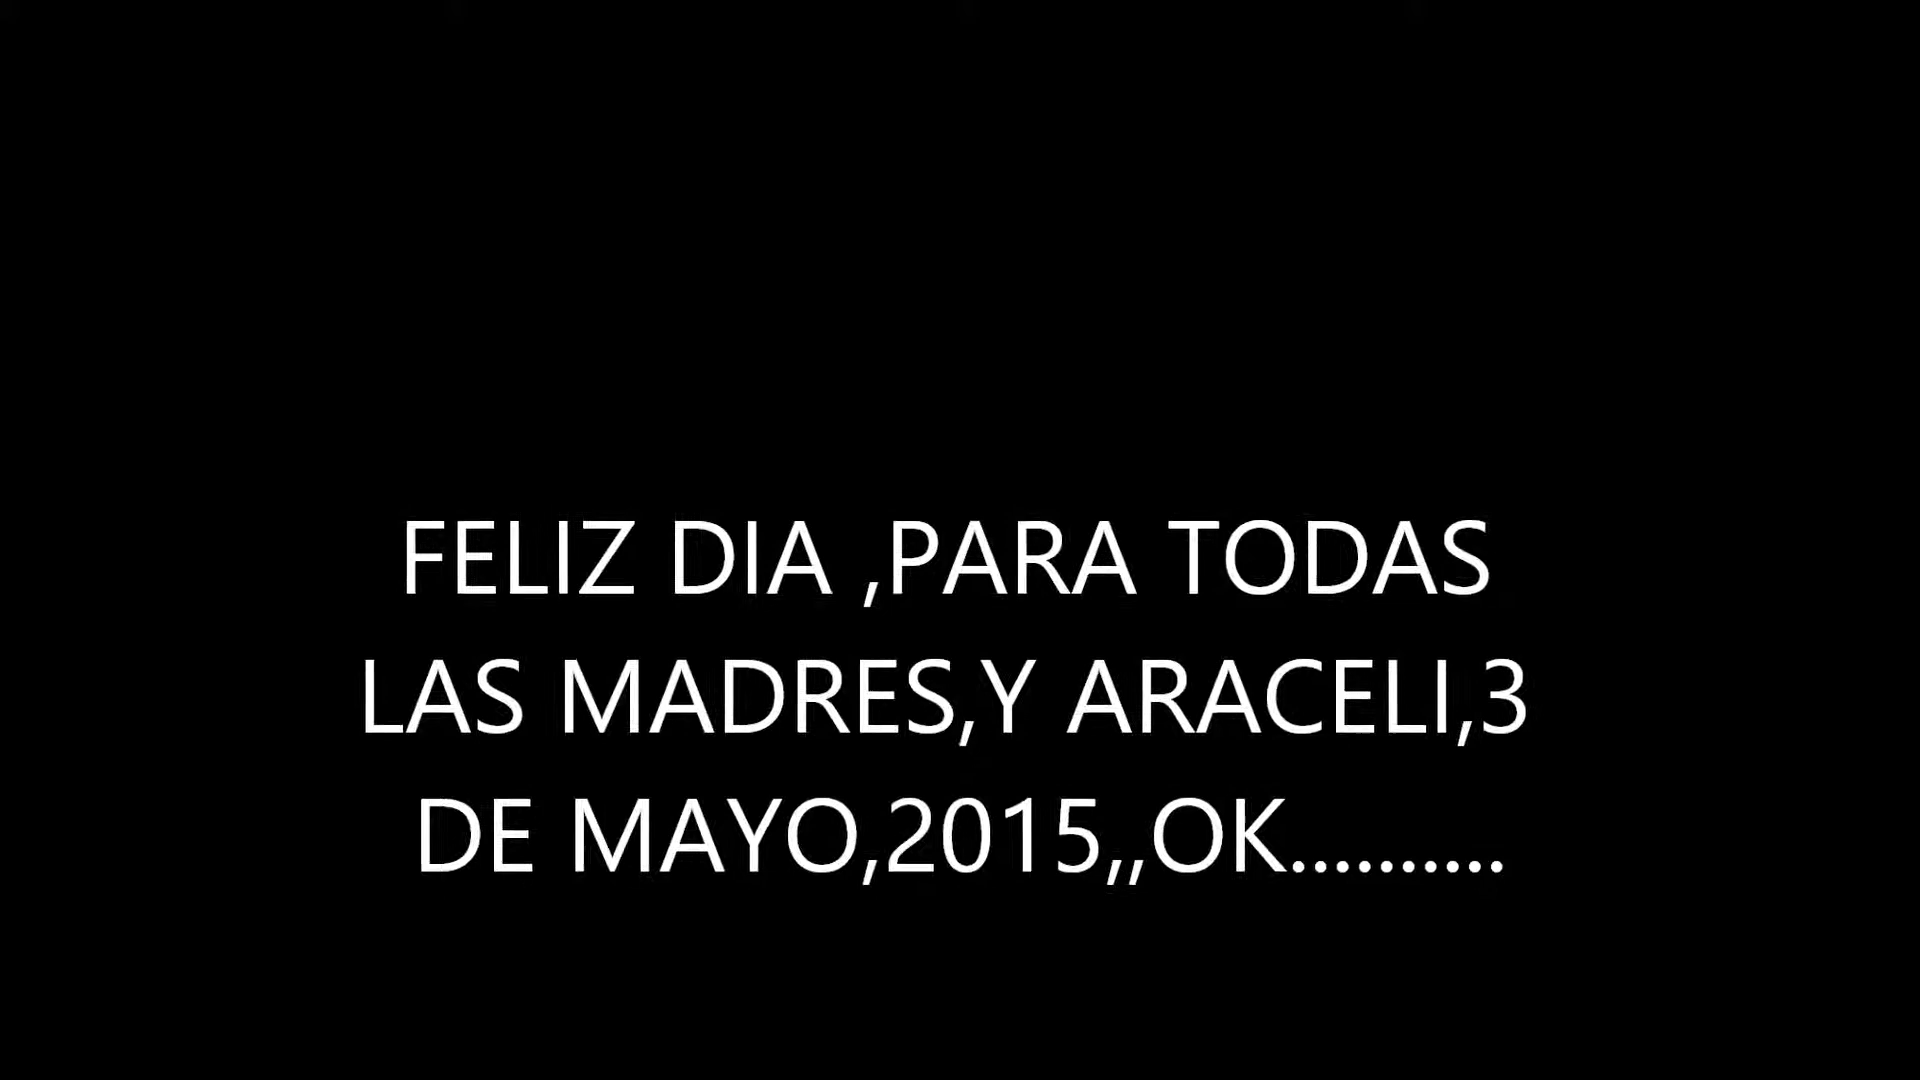 FELIZ DIA ,PARA TODAS
LAS MADRES,Y ARACELI,3
DE MAYO,2015,,OK..........